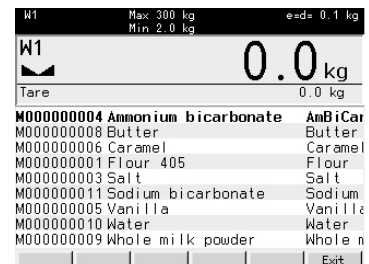 W1 Max 300 kg e=d= 0.1 kg
Min 2.0 kg
W1
0.0 kg
Tare 0.0 kg
M000000004 Ammonium bicarbonate AmBiCar
M000000008 Butter Butter
M000000006 Caramel Caramel
M000000001 Flour 405 Flour
M000000003 Salt Salt
M000000011 Sodium bicarbonate Sodium
M000000005 Vanilla Vanilla
M000000010 Water Water
M000000009 Whole milk powder Whole m
Exit